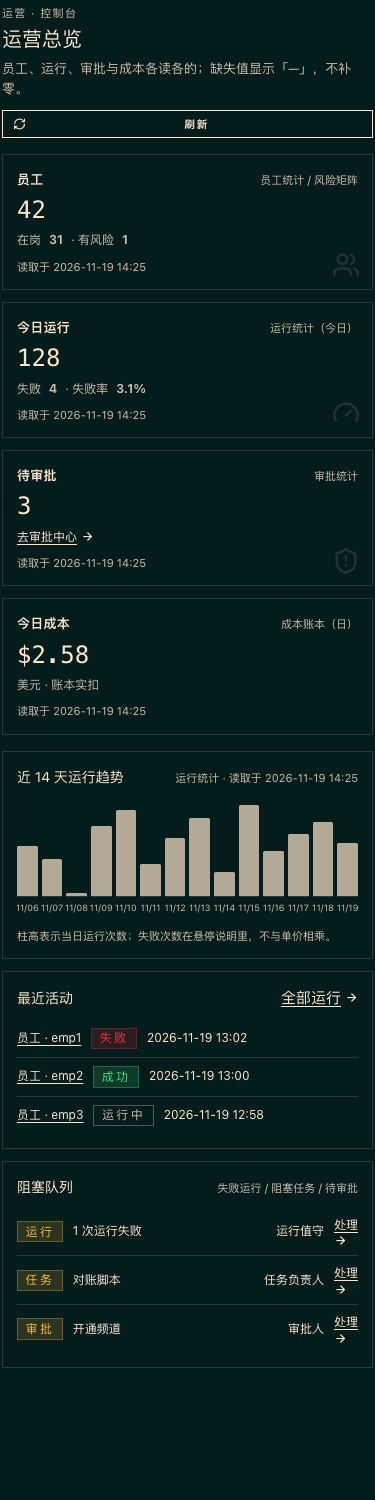 运营 · 控制台
运营总览
员工、运行、审批与成本各读各的；缺失值显示「—」，不补
零。
刷新
员工 员工统计 / 风险矩阵
42
在岗 31 · 有风险 1
读取于 2026-11-19 14:25
今日运行 运行统计（今日）
128
失败 4 · 失败率 3.1%
读取于 2026-11-19 14:25
待审批 审批统计
3
去审批中心 →
读取于 2026-11-19 14:25
今日成本 成本账本（日）
$2.58
美元 · 账本实扣
读取于 2026-11-19 14:25
近 14 天运行趋势 运行统计 · 读取于 2026-11-19 14:25
11/06 11/07 11/08 11/09 11/10 11/11 11/12 11/13 11/14 11/15 11/16 11/17 11/18 11/19
柱高表示当日运行次数；失败次数在悬停说明里，不与单价相乘。
最近活动 全部运行 →
员工 · emp1 失败 2026-11-19 13:02
员工 · emp2 成功 2026-11-19 13:00
员工 · emp3 运行中 2026-11-19 12:58
阻塞队列 失败运行 / 阻塞任务 / 待审批
运行 1 次运行失败 运行值守 处理 →
任务 对账脚本 任务负责人 处理 →
审批 开通频道 审批人 处理 →